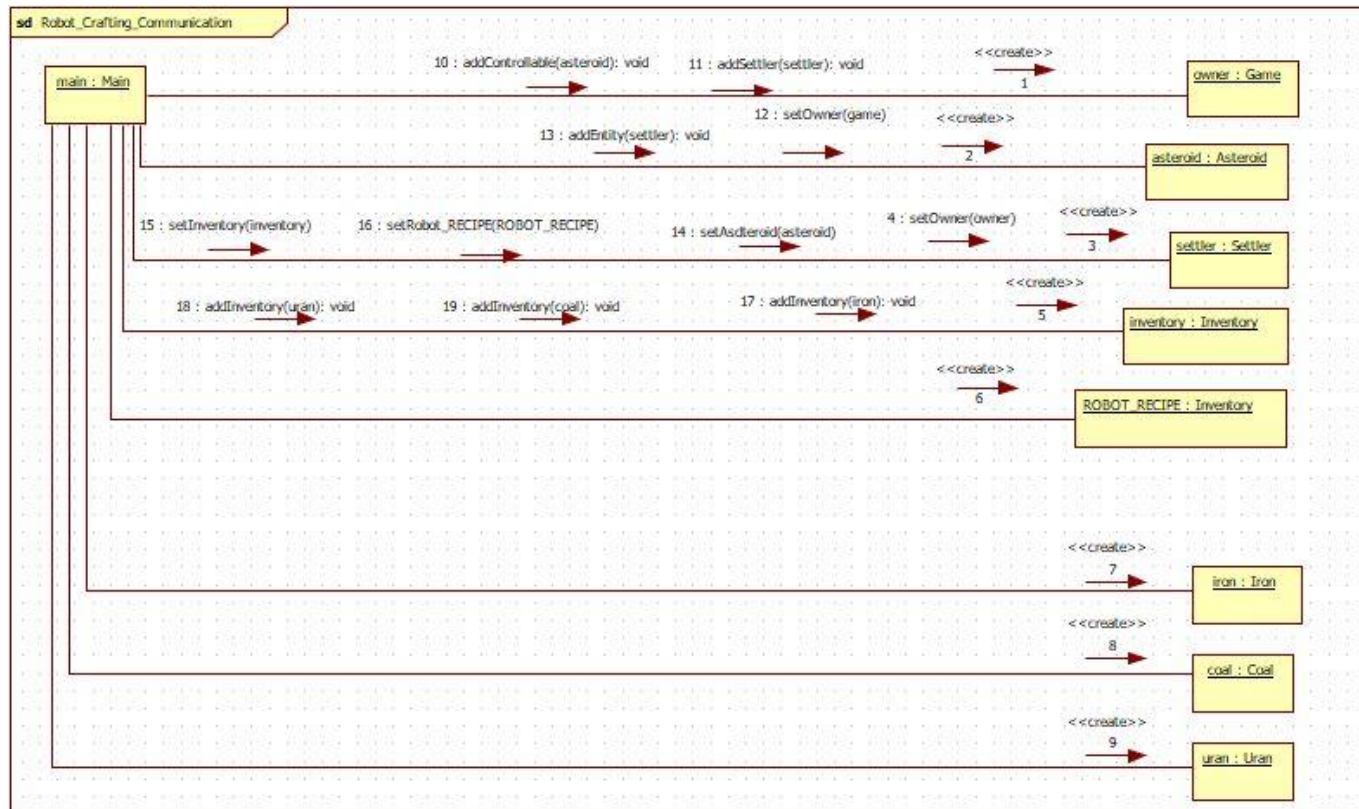 sd Robot_Crafting_Communication
main : Main
10 : addControllable(asteroid): void
11 : addSettler(settler): void
<<create>>
1
owner : Game
13 : addEntity(settler): void
12 : setOwner(game)
<<create>>
2
asteroid : Asteroid
15 : setInventory(inventory)
16 : setRobot_RECIPE(ROBOT_RECIPE)
14 : setAsdteroid(asteroid)
4 : setOwner(owner)
<<create>>
3
settler : Settler
18 : addInventory(uran): void
19 : addInventory(coal): void
17 : addInventory(iron): void
<<create>>
5
inventory : Inventory
<<create>>
6
ROBOT_RECIPE : Inventory
<<create>>
7
iron : Iron
<<create>>
8
coal : Coal
<<create>>
9
uran : Uran